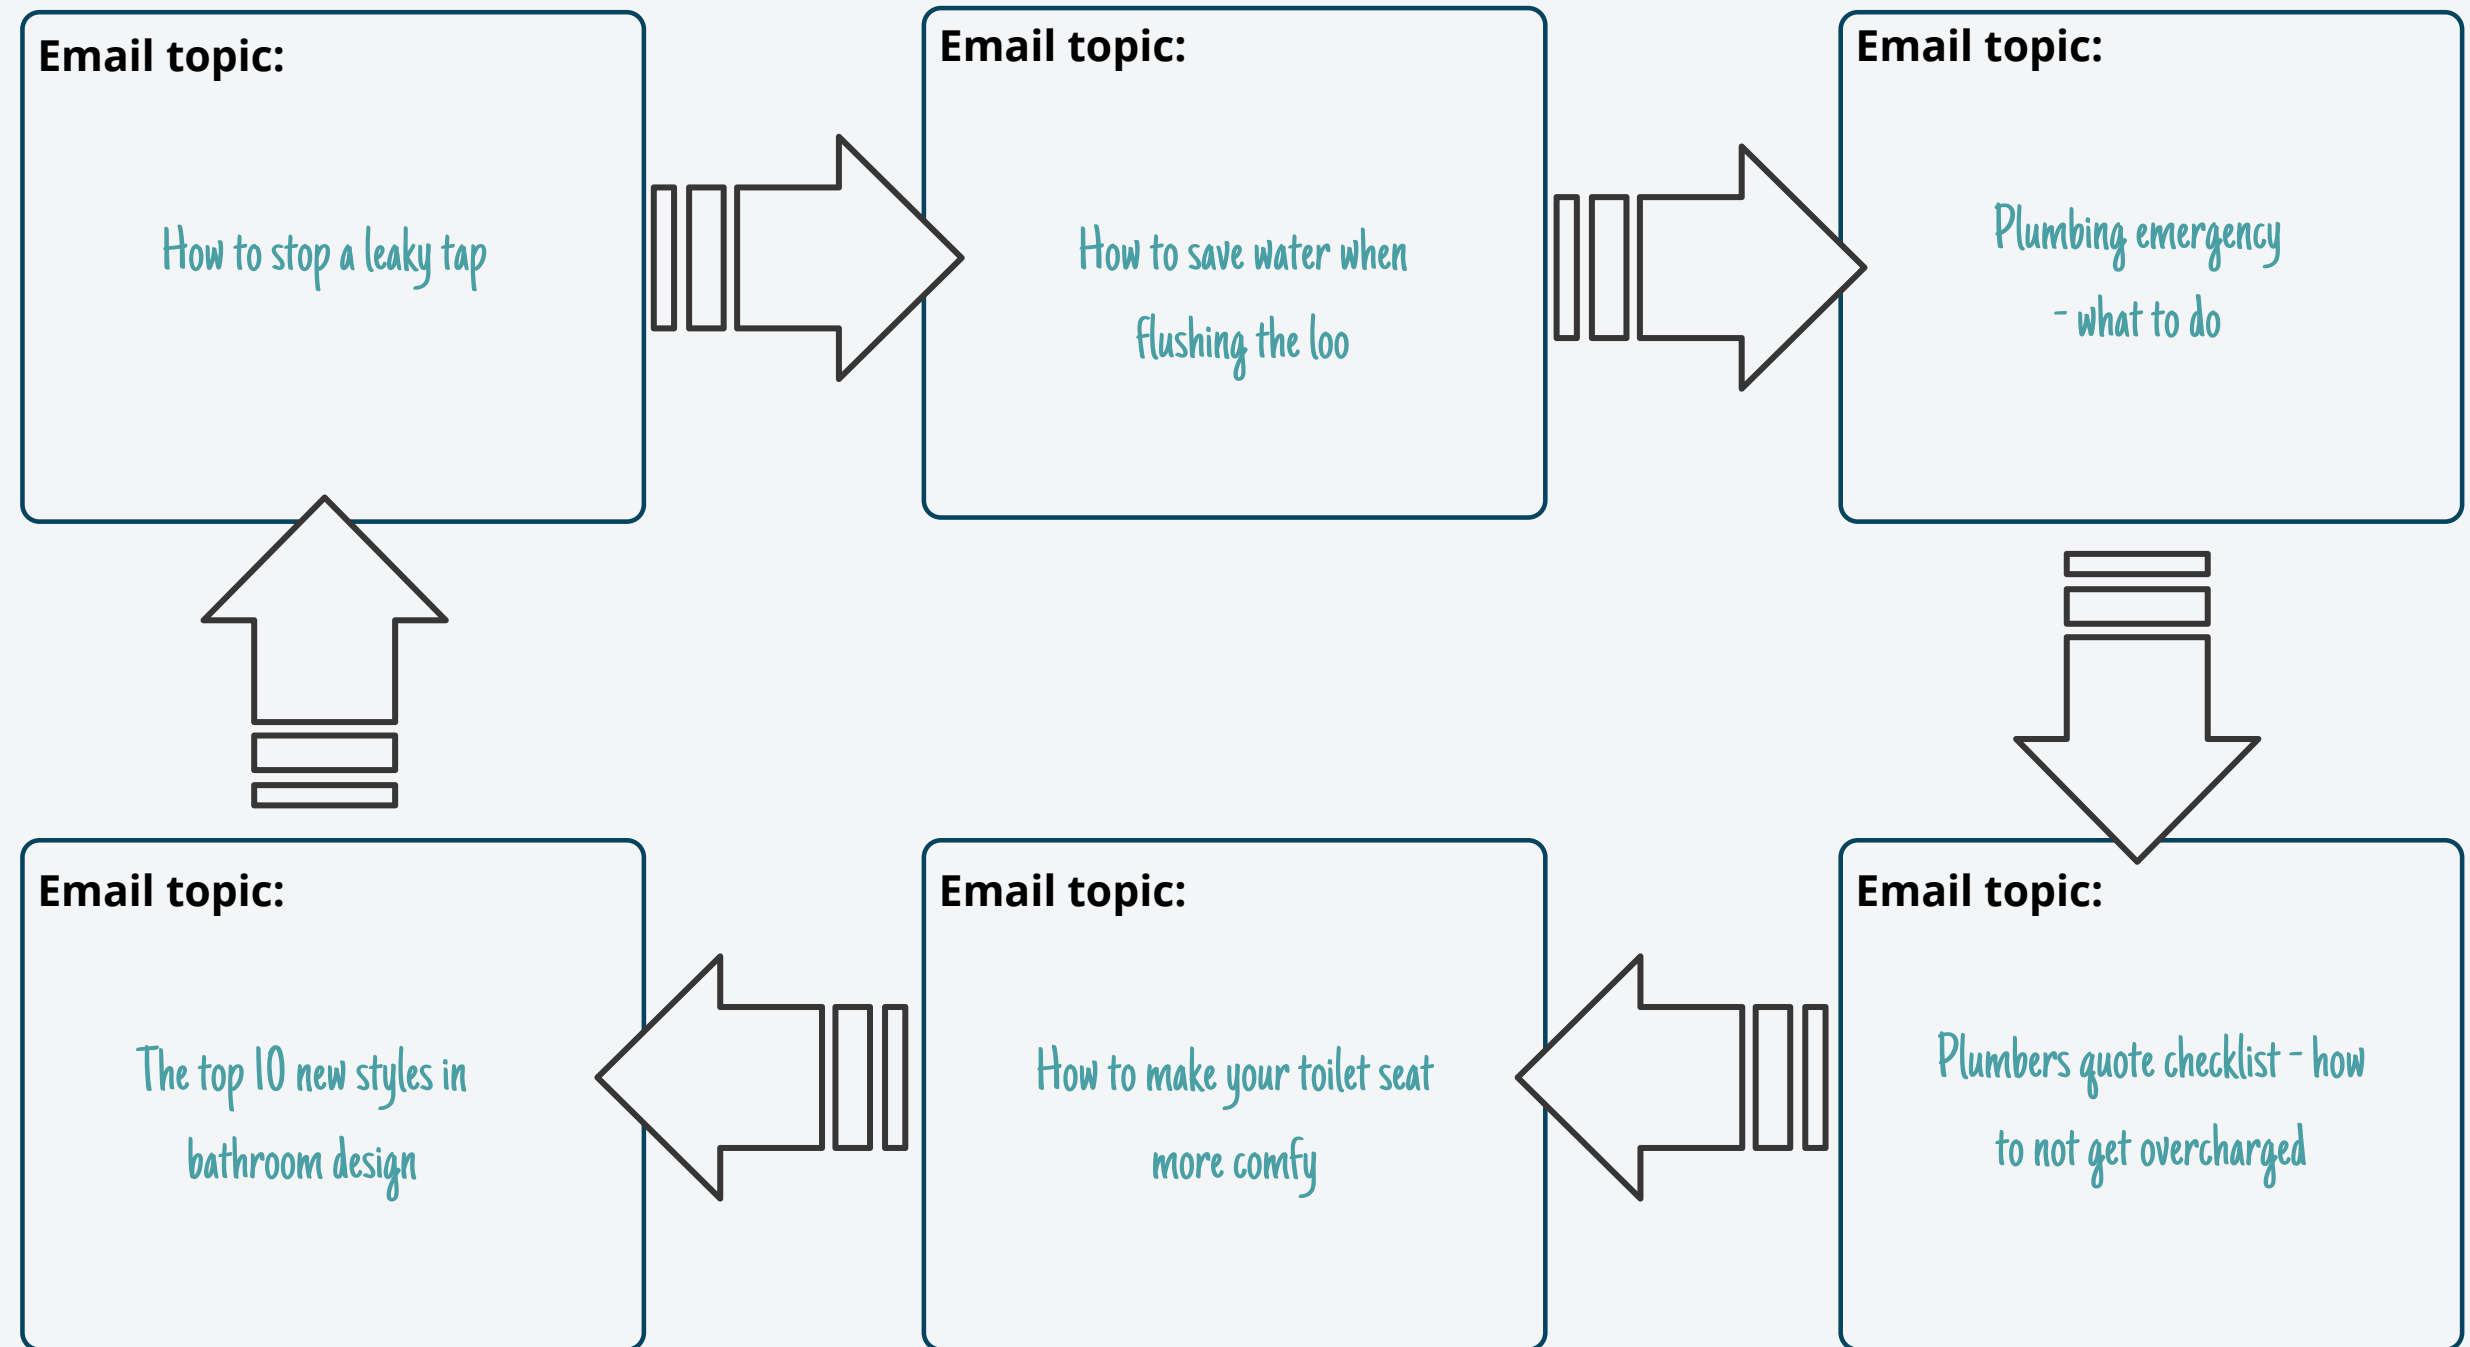 Email topic:
How to stop a leaky tap
Email topic:
How to save water when
flushing the loo
Email topic:
Plumbing emergency
- what to do
Email topic:
The top 10 new styles in
bathroom design
Email topic:
How to make your toilet seat
more comfy
Email topic:
Plumbers quote checklist - how
to not get overcharged